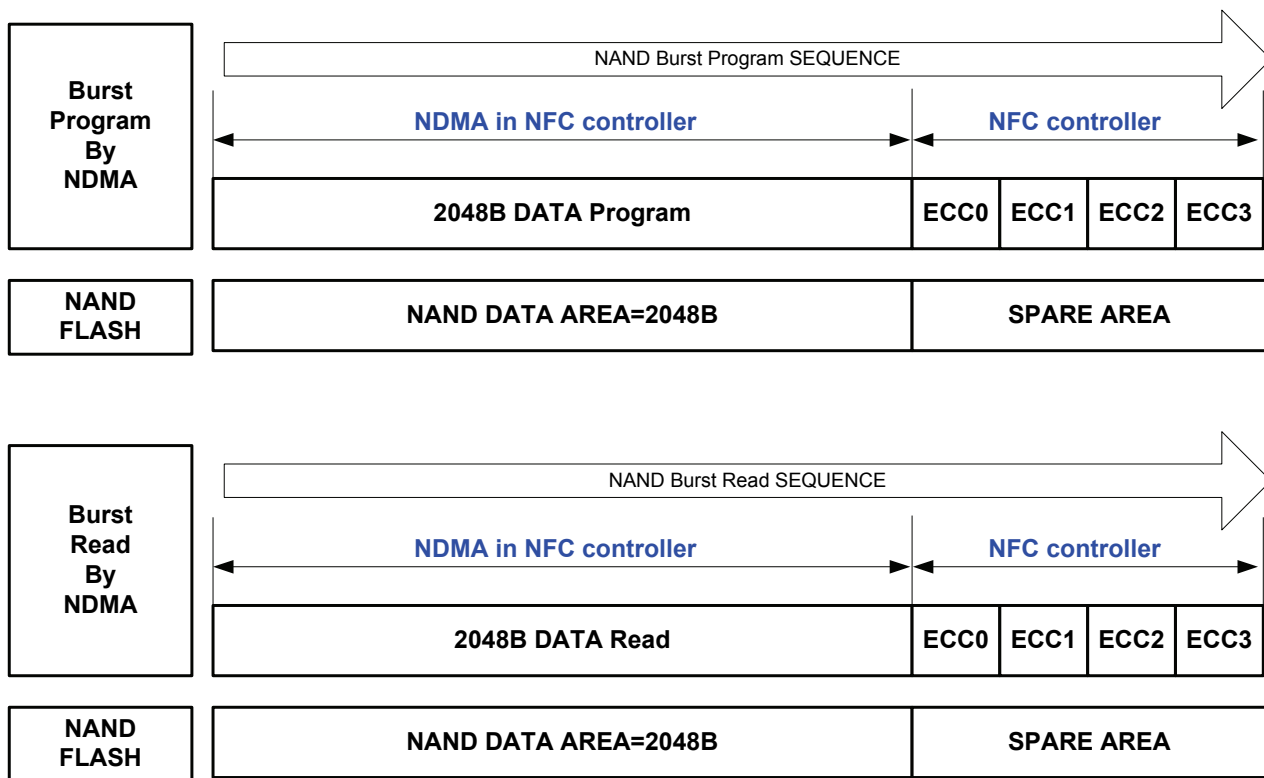 NAND Burst Program SEQUENCE
Burst
Program
By
NDMA
NDMA in NFC controller
NFC controller
2048B DATA Program
ECC0
ECC1
ECC2
ECC3
NAND
FLASH
NAND DATA AREA=2048B
SPARE AREA
NAND Burst Read SEQUENCE
Burst
Read
By
NDMA
NDMA in NFC controller
NFC controller
2048B DATA Read
ECC0
ECC1
ECC2
ECC3
NAND
FLASH
NAND DATA AREA=2048B
SPARE AREA